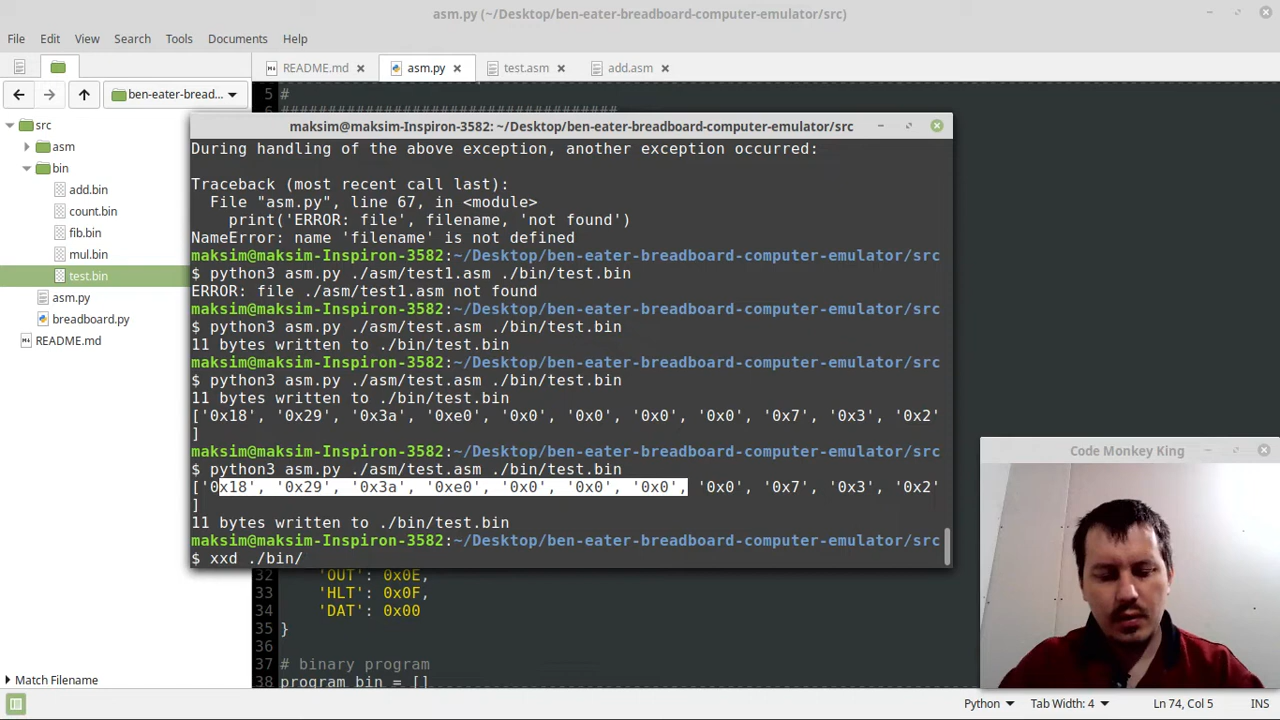 asm.py (~/Desktop/ben-eater-breadboard-computer-emulator/src)
File Edit View Search Tools Documents Help
README.md asm.py test.asm add.asm
ben-eater-bread...
src
asm
bin
add.bin
count.bin
fib.bin
mul.bin
test.bin
asm.py
breadboard.py
README.md
5 #
maksim@maksim-Inspiron-3582: ~/Desktop/ben-eater-breadboard-computer-emulator/src
During handling of the above exception, another exception occurred:
Traceback (most recent call last):
File "asm.py", line 67, in <module>
print('ERROR: file', filename, 'not found')
NameError: name 'filename' is not defined
maksim@maksim-Inspiron-3582:~/Desktop/ben-eater-breadboard-computer-emulator/src
$ python3 asm.py ./asm/test1.asm ./bin/test.bin
ERROR: file ./asm/test1.asm not found
maksim@maksim-Inspiron-3582:~/Desktop/ben-eater-breadboard-computer-emulator/src
$ python3 asm.py ./asm/test.asm ./bin/test.bin
11 bytes written to ./bin/test.bin
maksim@maksim-Inspiron-3582:~/Desktop/ben-eater-breadboard-computer-emulator/src
$ python3 asm.py ./asm/test.asm ./bin/test.bin
11 bytes written to ./bin/test.bin
['0x18', '0x29', '0x3a', '0xe0', '0x0', '0x0', '0x0', '0x0', '0x7', '0x3', '0x2'
]
maksim@maksim-Inspiron-3582:~/Desktop/ben-eater-breadboard-computer-emulator/src
$ python3 asm.py ./asm/test.asm ./bin/test.bin
['0x18', '0x29', '0x3a', '0xe0', '0x0', '0x0', '0x0', '0x0', '0x7', '0x3', '0x2'
]
11 bytes written to ./bin/test.bin
maksim@maksim-Inspiron-3582:~/Desktop/ben-eater-breadboard-computer-emulator/src
$ xxd ./bin/
Code Monkey King
32 'OUT': 0x0E,
33 'HLT': 0x0F,
34 'DAT': 0x00
35 }
36
37 # binary program
38 program_bin = []
Match Filename
Python Tab Width: 4 Ln 74, Col 5 INS